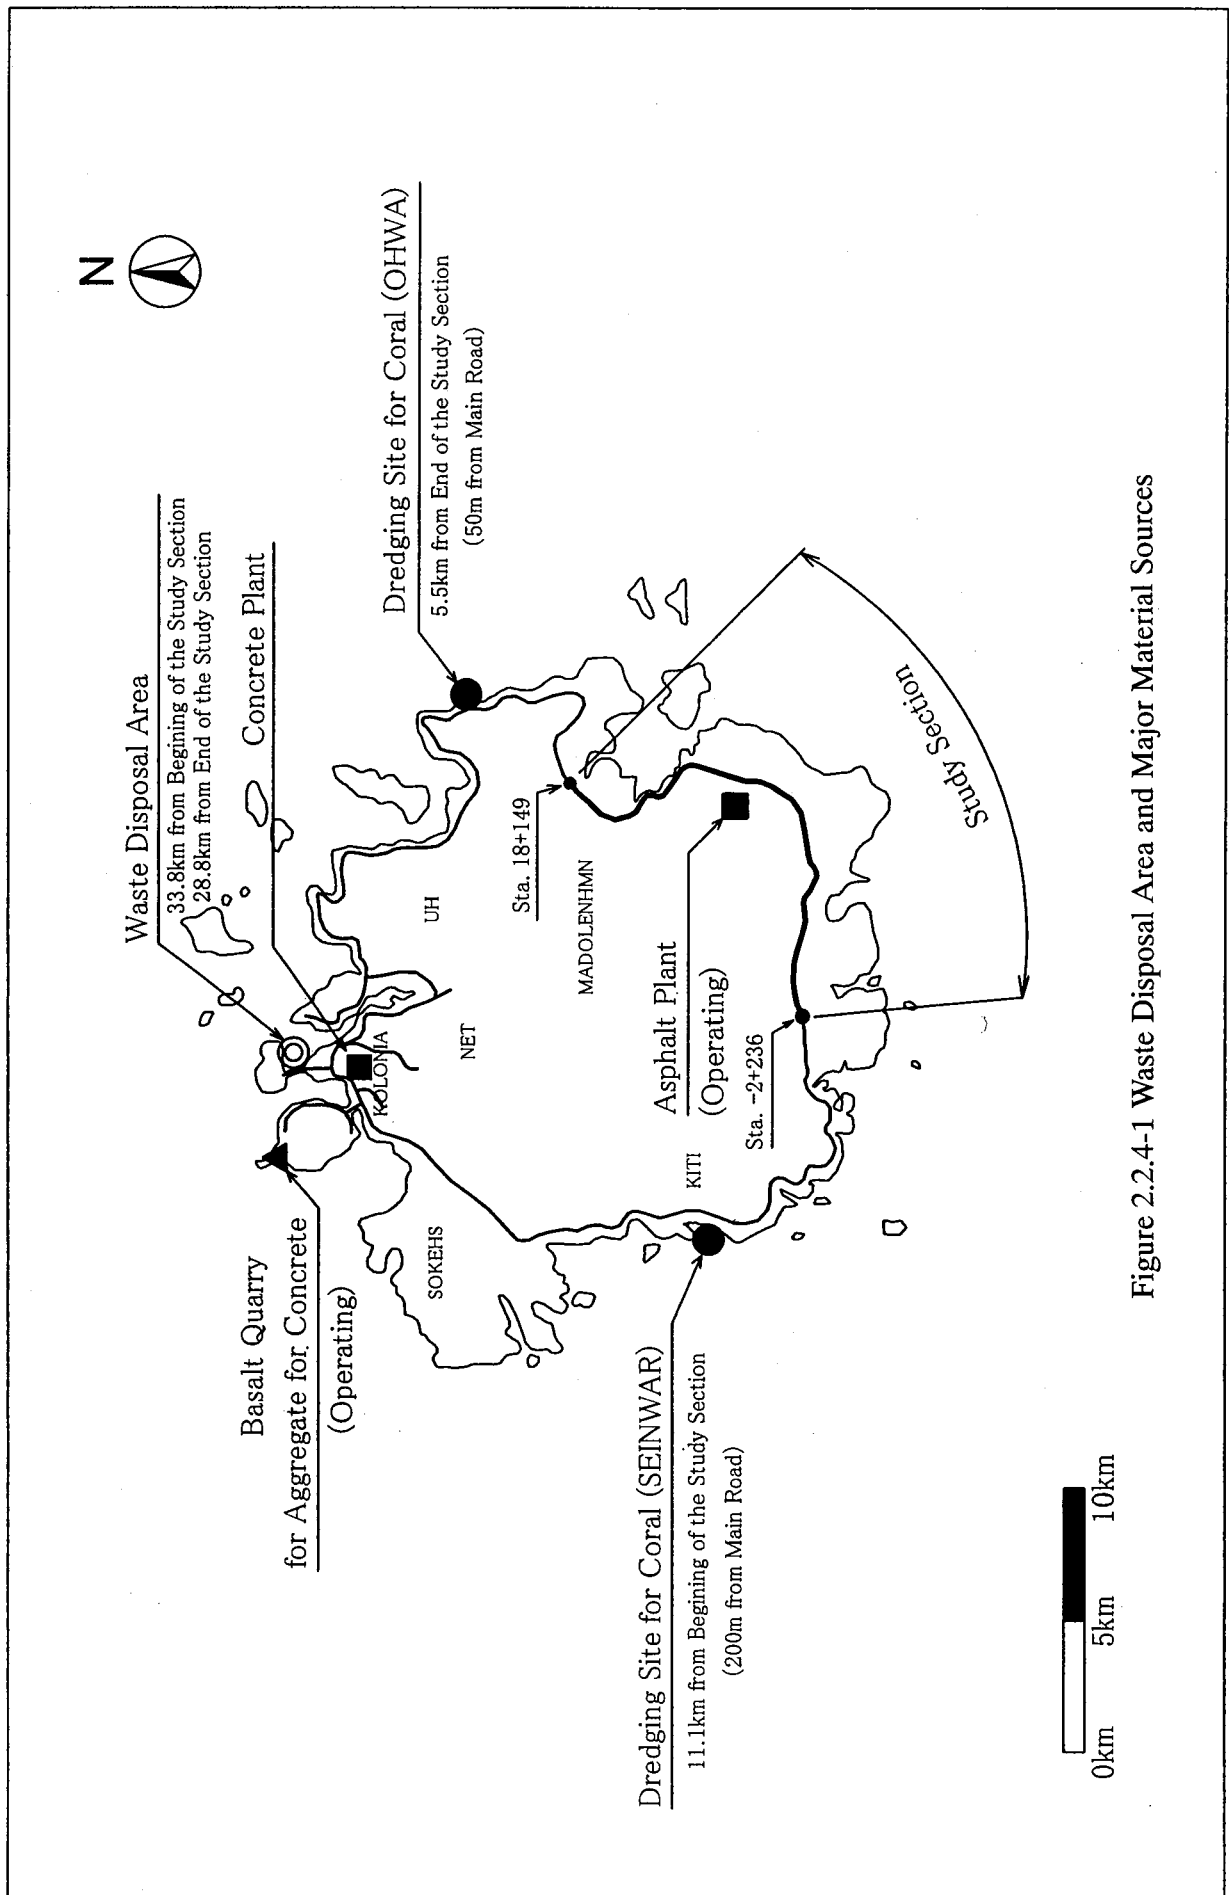 N
Waste Disposal Area
33.8km from Begining of the Study Section
28.8km from End of the Study Section
Concrete Plant
Dredging Site for Coral (OHWA)
5.5km from End of the Study Section
(50m from Main Road)
Basalt Quarry
for Aggregate for Concrete
(Operating)
KOLONIA
SOKEHS
NET
UH
Sta. 18+149
MADOLENHMN
Asphalt Plant
(Operating)
Sta. -2+236
KITI
Study Section
Dredging Site for Coral (SEINWAR)
11.1km from Begining of the Study Section
(200m from Main Road)
0km
5km
10km
Figure 2.2.4-1 Waste Disposal Area and Major Material Sources